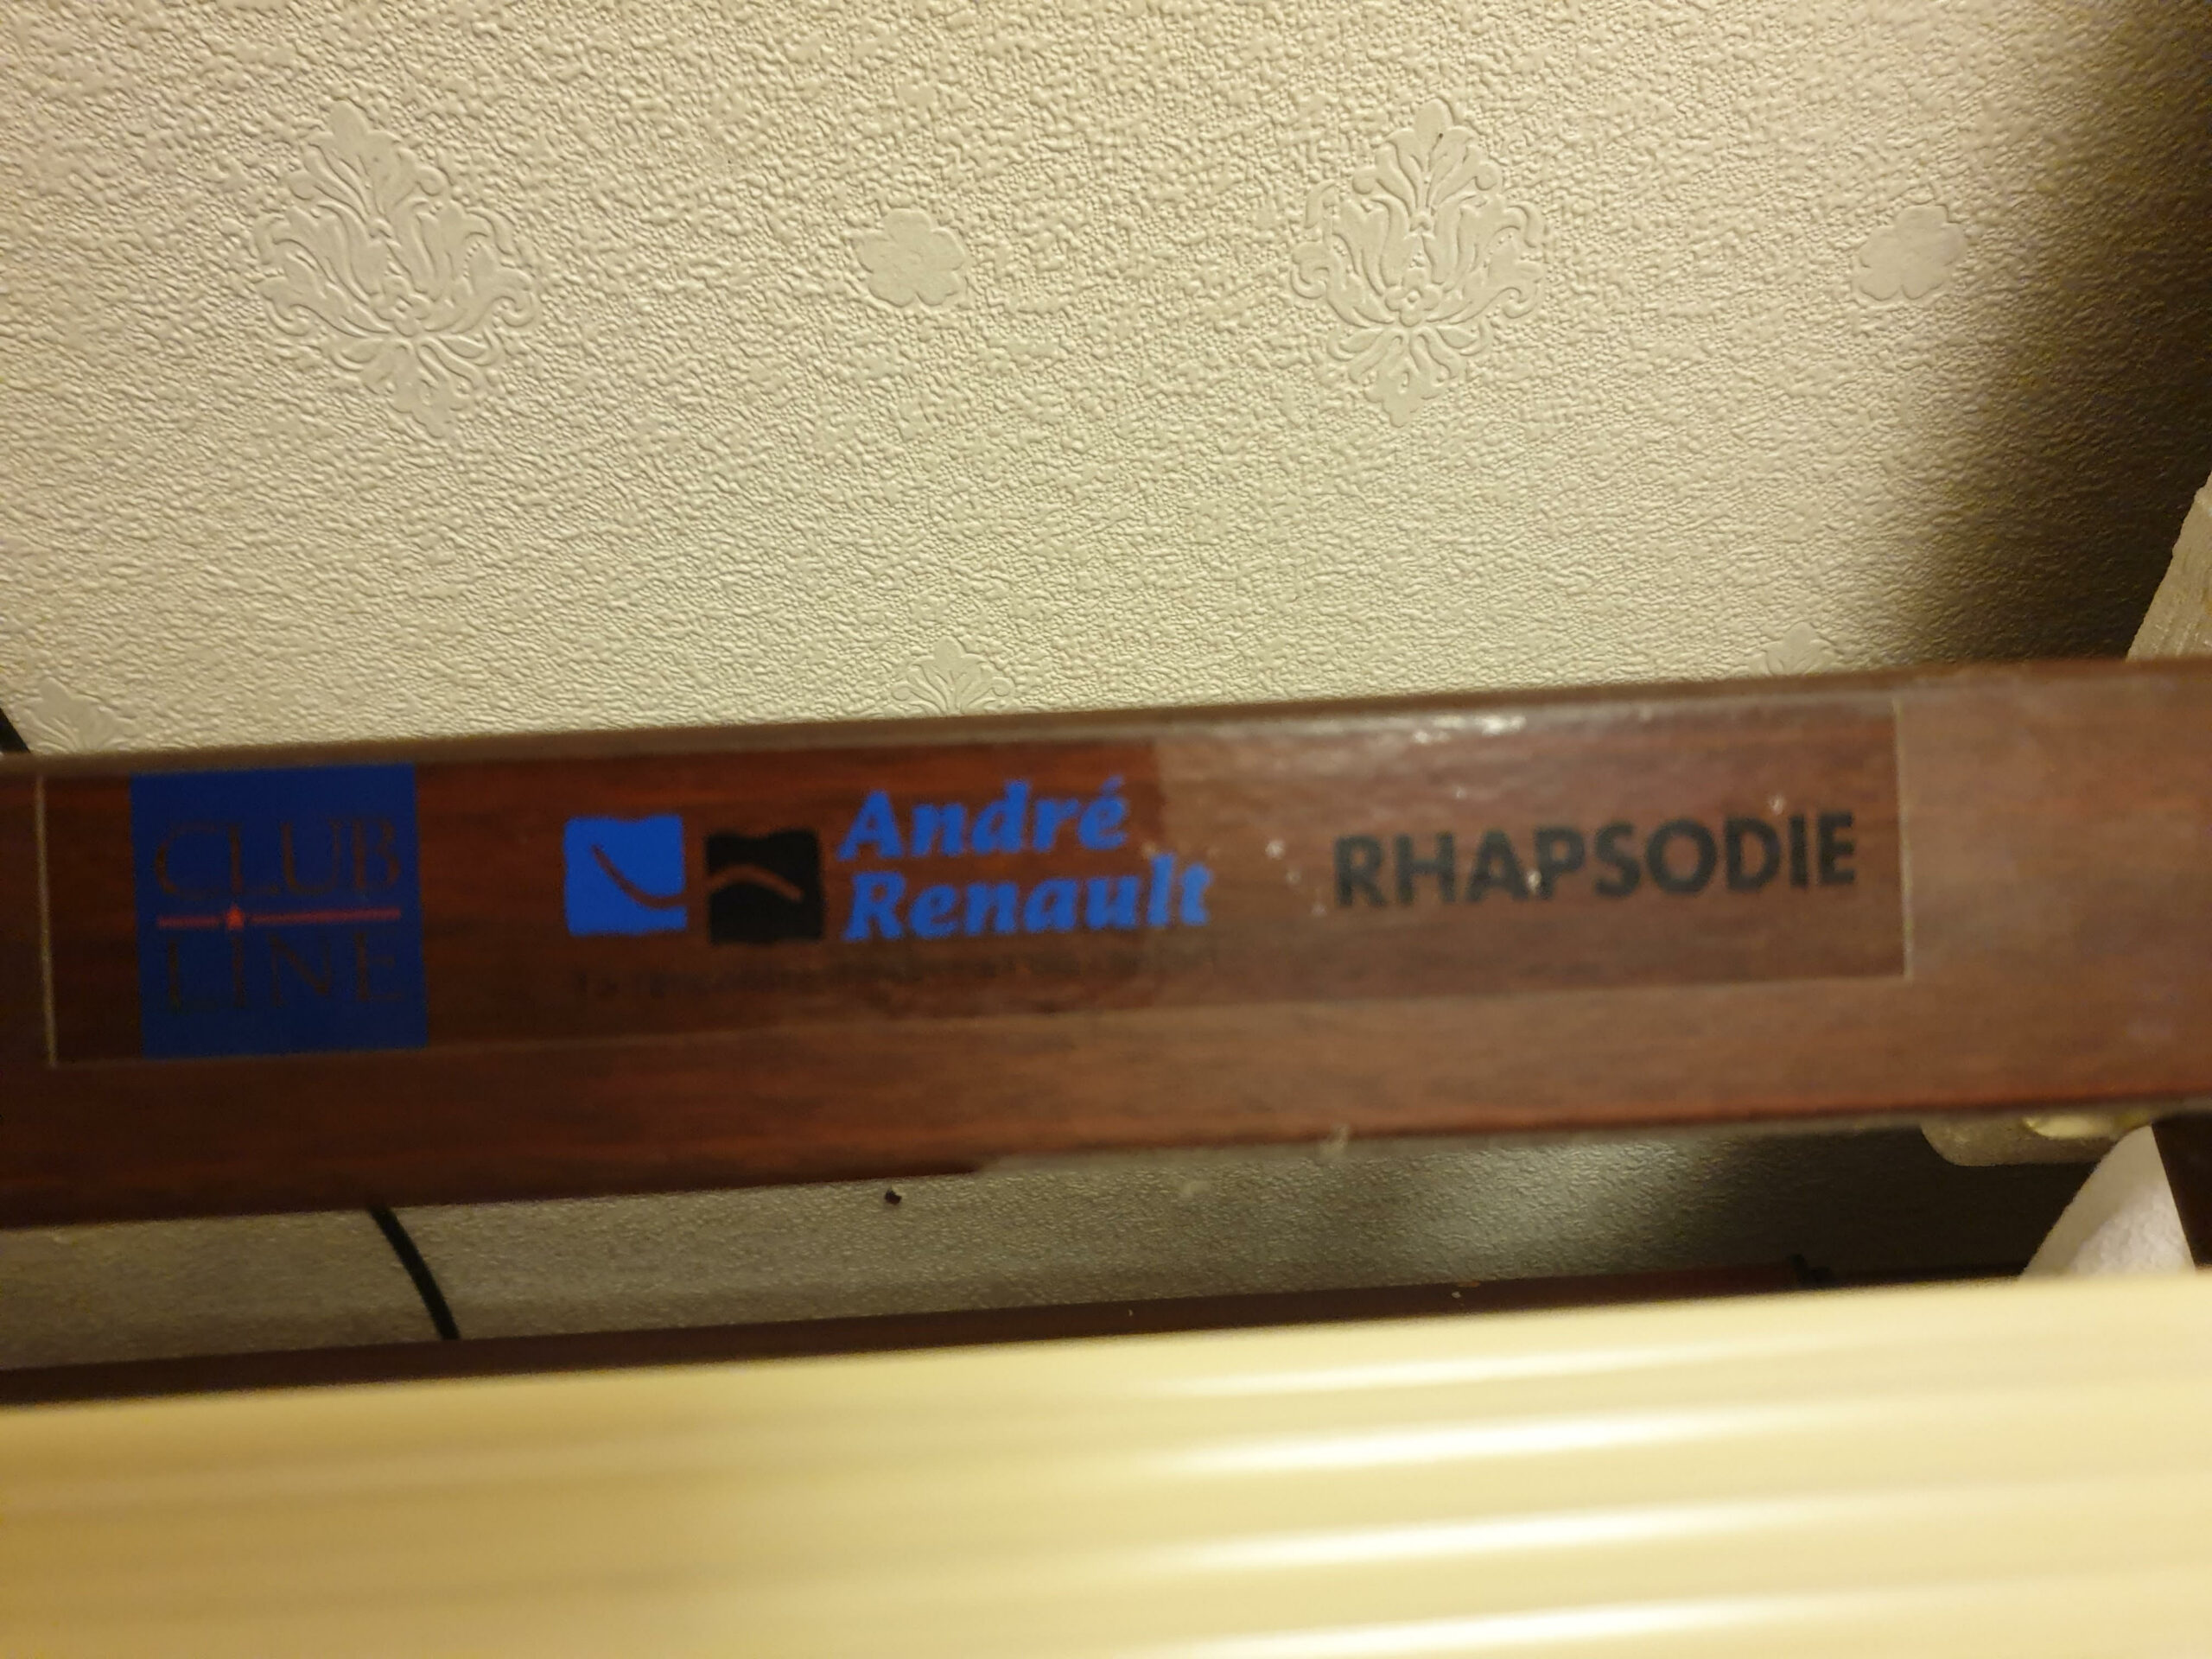 CLUB
LINE
André
Renault
RHAPSODIE